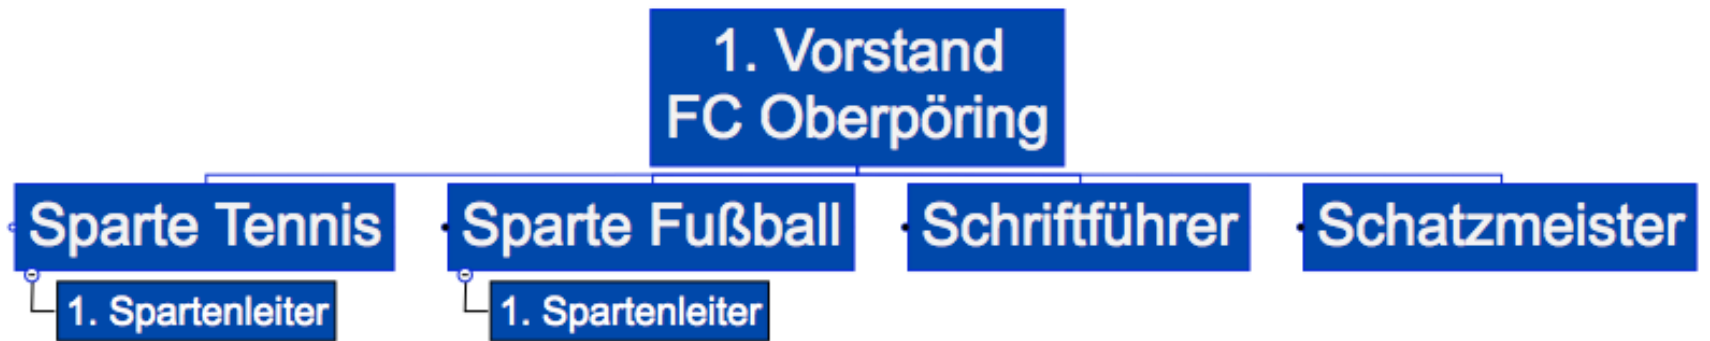 1. Vorstand
FC Oberpöring
Sparte Tennis
Sparte Fußball
Schriftführer
Schatzmeister
1. Spartenleiter
1. Spartenleiter